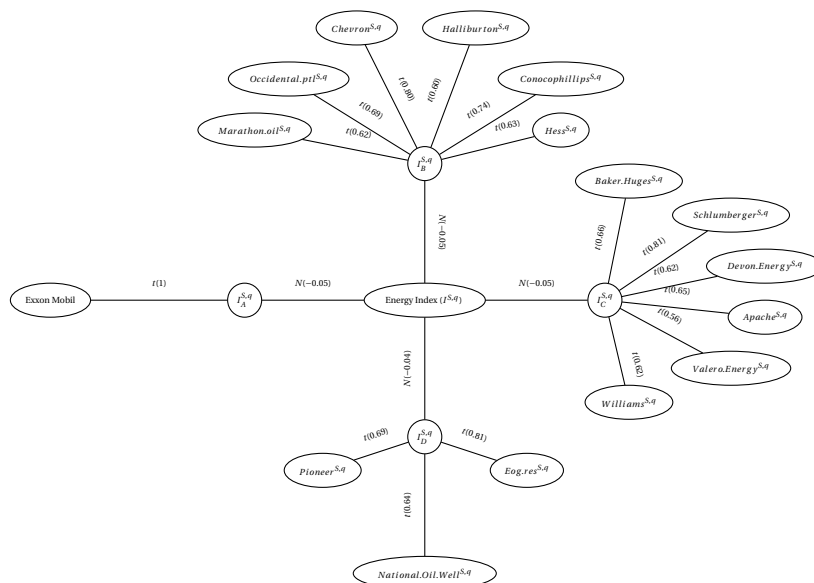 Chevron^{S,q}
Halliburton^{S,q}
Occidental.ptl^{S,q}
Conocophillips^{S,q}
Marathon.oil^{S,q}
Hess^{S,q}
t(0.80)
t(0.60)
t(0.69)
t(0.74)
t(0.62)
t(0.63)
I_B^{S,q}
Baker.Huges^{S,q}
Schlumberger^{S,q}
N(−0.05)
t(0.66)
t(0.81)
Devon.Energy^{S,q}
t(0.62)
Exxon Mobil
t(1)
I_A^{S,q}
N(−0.05)
Energy Index (I^{S,q})
N(−0.05)
I_C^{S,q}
t(0.65)
Apache^{S,q}
t(0.56)
Valero.Energy^{S,q}
t(0.62)
Williams^{S,q}
N(−0.04)
I_D^{S,q}
t(0.69)
t(0.81)
Pioneer^{S,q}
Eog.res^{S,q}
t(0.64)
National.Oil.Well^{S,q}